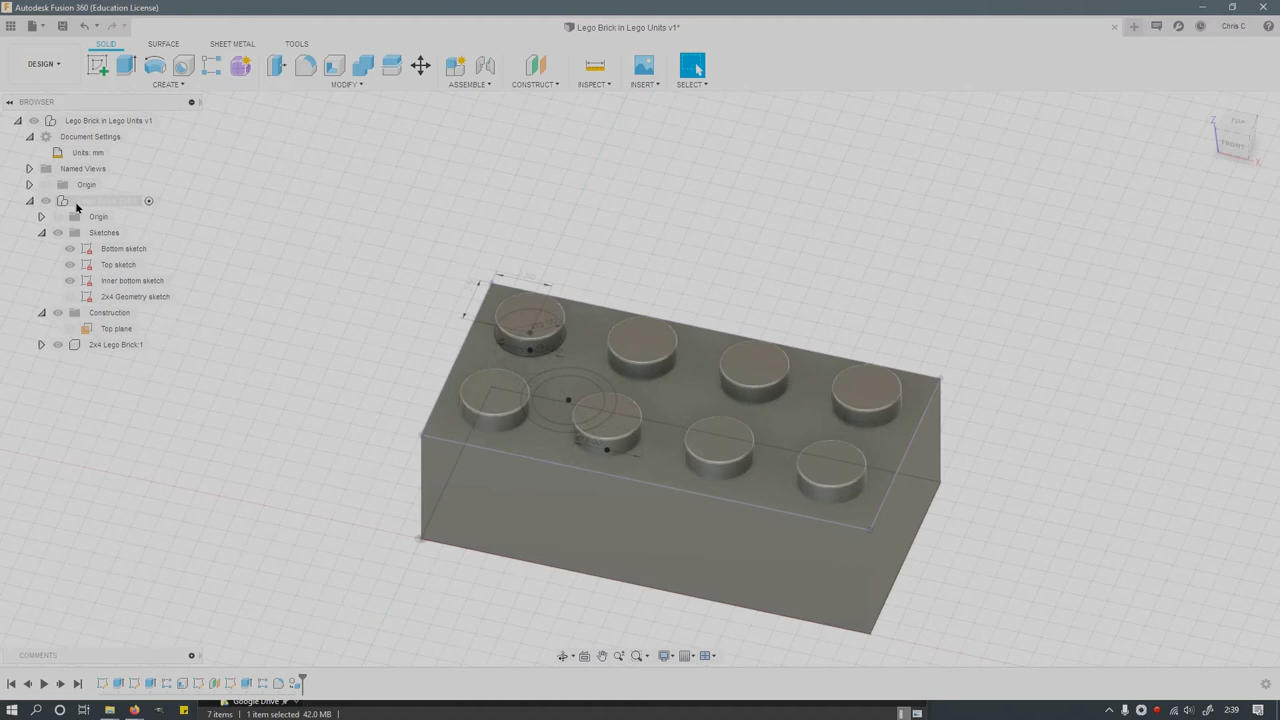 Autodesk Fusion 360 (Education License)
Lego Brick in Lego Units v1*
Chris C
SOLID
SURFACE
SHEET METAL
TOOLS
DESIGN
CREATE
MODIFY
ASSEMBLE
CONSTRUCT
INSPECT
INSERT
SELECT
BROWSER
Lego Brick in Lego Units v1
Document Settings
Units: mm
Named Views
Origin
Origin
Sketches
Bottom sketch
Top sketch
Inner bottom sketch
2x4 Geometry sketch
Construction
Top plane
2x4 Lego Brick:1
Z
TOP
FRONT
X
COMMENTS
Google Drive
7 items
1 item selected 42.0 MB
2:39